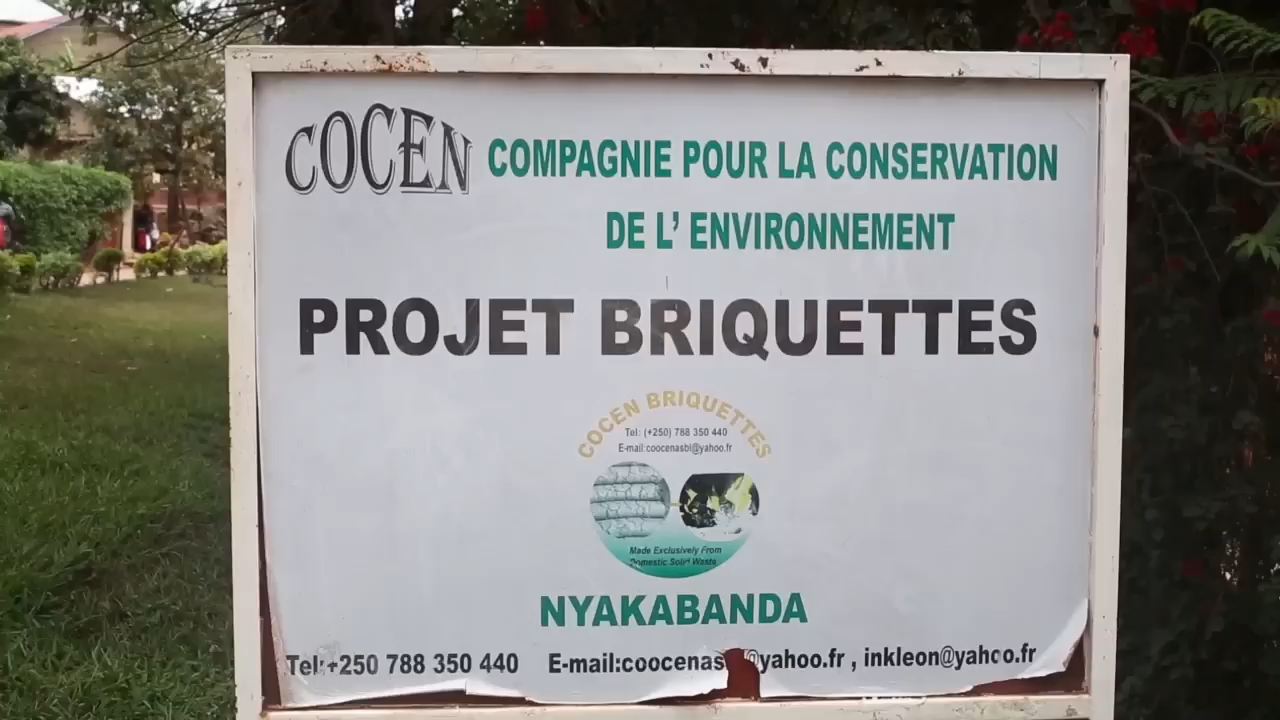 COCEN COMPAGNIE POUR LA CONSERVATION
DE L' ENVIRONNEMENT
PROJET BRIQUETTES
COCEN BRIQUETTES
Tel: (+250) 788 350 440
E-mail:coocenasbl@yahoo.fr
Made Exclusively From
Domestic Solid Waste
NYAKABANDA
Tel:+250 788 350 440 E-mail:coocenas @yahoo.fr , inkleon@yahoo.fr